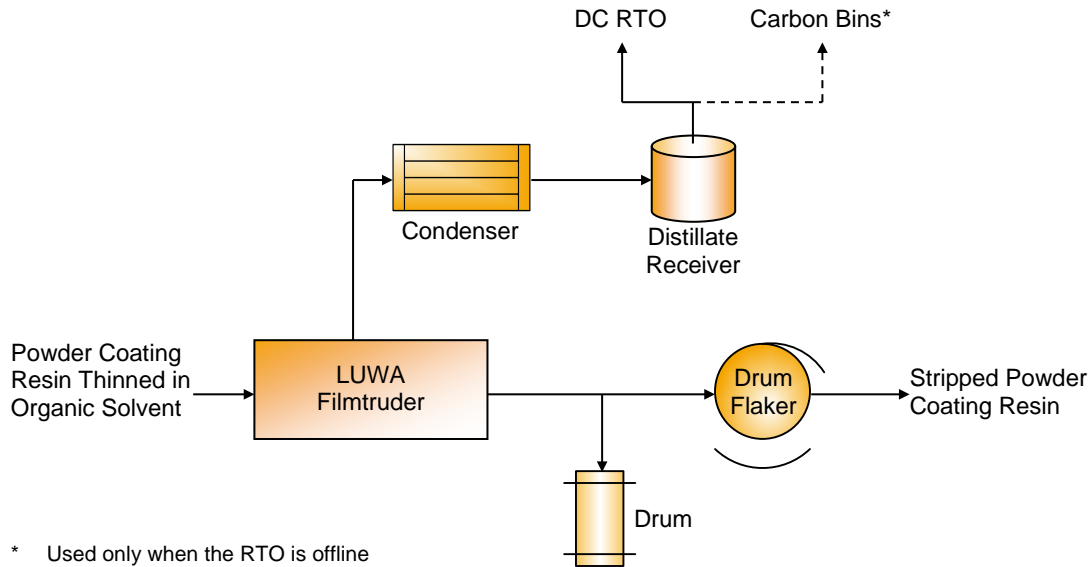 DC RTO
Carbon Bins*
Condenser
Distillate
Receiver
Powder Coating
Resin Thinned in
Organic Solvent
LUWA
Filmtruder
Drum
Flaker
Stripped Powder
Coating Resin
Drum
* Used only when the RTO is offline